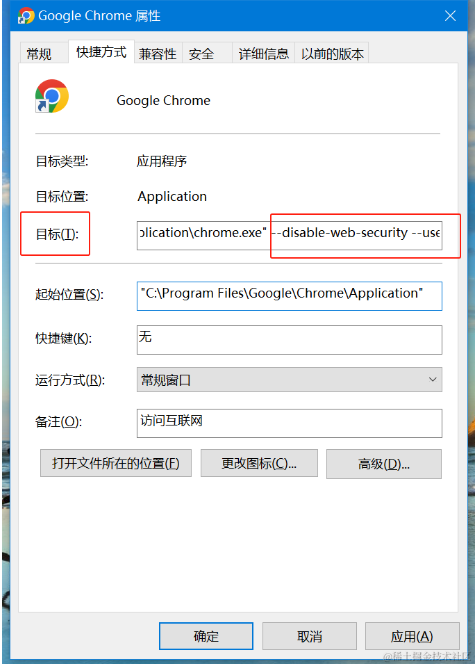 Google Chrome 属性
常规 快捷方式 兼容性 安全 详细信息 以前的版本
Google Chrome
目标类型: 应用程序
目标位置: Application
目标(T): plication\chrome.exe" --disable-web-security --use
起始位置(S): "C:\Program Files\Google\Chrome\Application"
快捷键(K): 无
运行方式(R): 常规窗口
备注(O): 访问互联网
打开文件所在的位置(F) 更改图标(C)... 高级(D)...
确定 取消 应用(A)
@稀土掘金技术社区